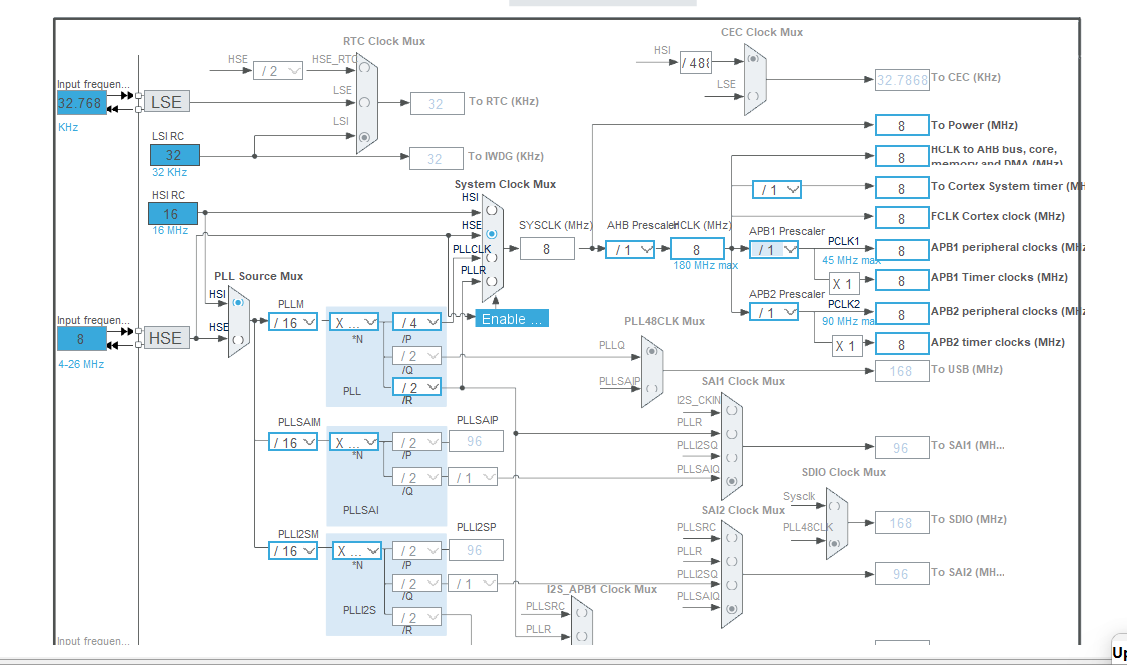 RTC Clock Mux
CEC Clock Mux
HSE
/ 2
HSE_RTC
HSI
/ 48
LSE
32.7868
To CEC (KHz)
Input frequen...
32.768
KHz
LSE
LSE
32
To RTC (KHz)
LSI
LSI RC
32
32 KHz
32
To IWDG (KHz)
8
To Power (MHz)
8
HCLK to AHB bus, core,
memory and DMA (MHz)
System Clock Mux
/ 1
8
To Cortex System timer (MH
HSI RC
16
16 MHz
HSI
HSE
PLLCLK
PLLR
SYSCLK (MHz)
8
AHB Prescaler
/ 1
HCLK (MHz)
8
180 MHz max
8
FCLK Cortex clock (MHz)
APB1 Prescaler
/ 1
PCLK1
45 MHz max
8
APB1 peripheral clocks (MHz
X 1
8
APB1 Timer clocks (MHz)
APB2 Prescaler
/ 1
PCLK2
90 MHz ma
8
APB2 peripheral clocks (MHz
X 1
8
APB2 timer clocks (MHz)
PLL Source Mux
HSI
HSE
PLLM
/ 16
X ...
*N
/ 4
/P
/ 2
/Q
/ 2
/R
PLL
Enable ...
Input frequen...
8
4-26 MHz
HSE
PLL48CLK Mux
PLLQ
PLLSAIP
168
To USB (MHz)
SAI1 Clock Mux
I2S_CKIN
PLLR
PLLI2SQ
PLLSAIQ
96
To SAI1 (MH...
PLLSAIM
/ 16
X ...
*N
/ 2
/P
PLLSAIP
96
/ 2
/Q
/ 1
PLLSAI
SDIO Clock Mux
Sysclk
PLL48CLK
168
To SDIO (MHz)
SAI2 Clock Mux
PLLSRC
PLLR
PLLI2SQ
PLLSAIQ
96
To SAI2 (MH...
PLLI2SM
/ 16
X ...
*N
/ 2
/P
PLLI2SP
96
/ 2
/Q
/ 1
/ 2
/R
PLLI2S
I2S_APB1 Clock Mux
PLLSRC
PLLR
Input frequen...
Up